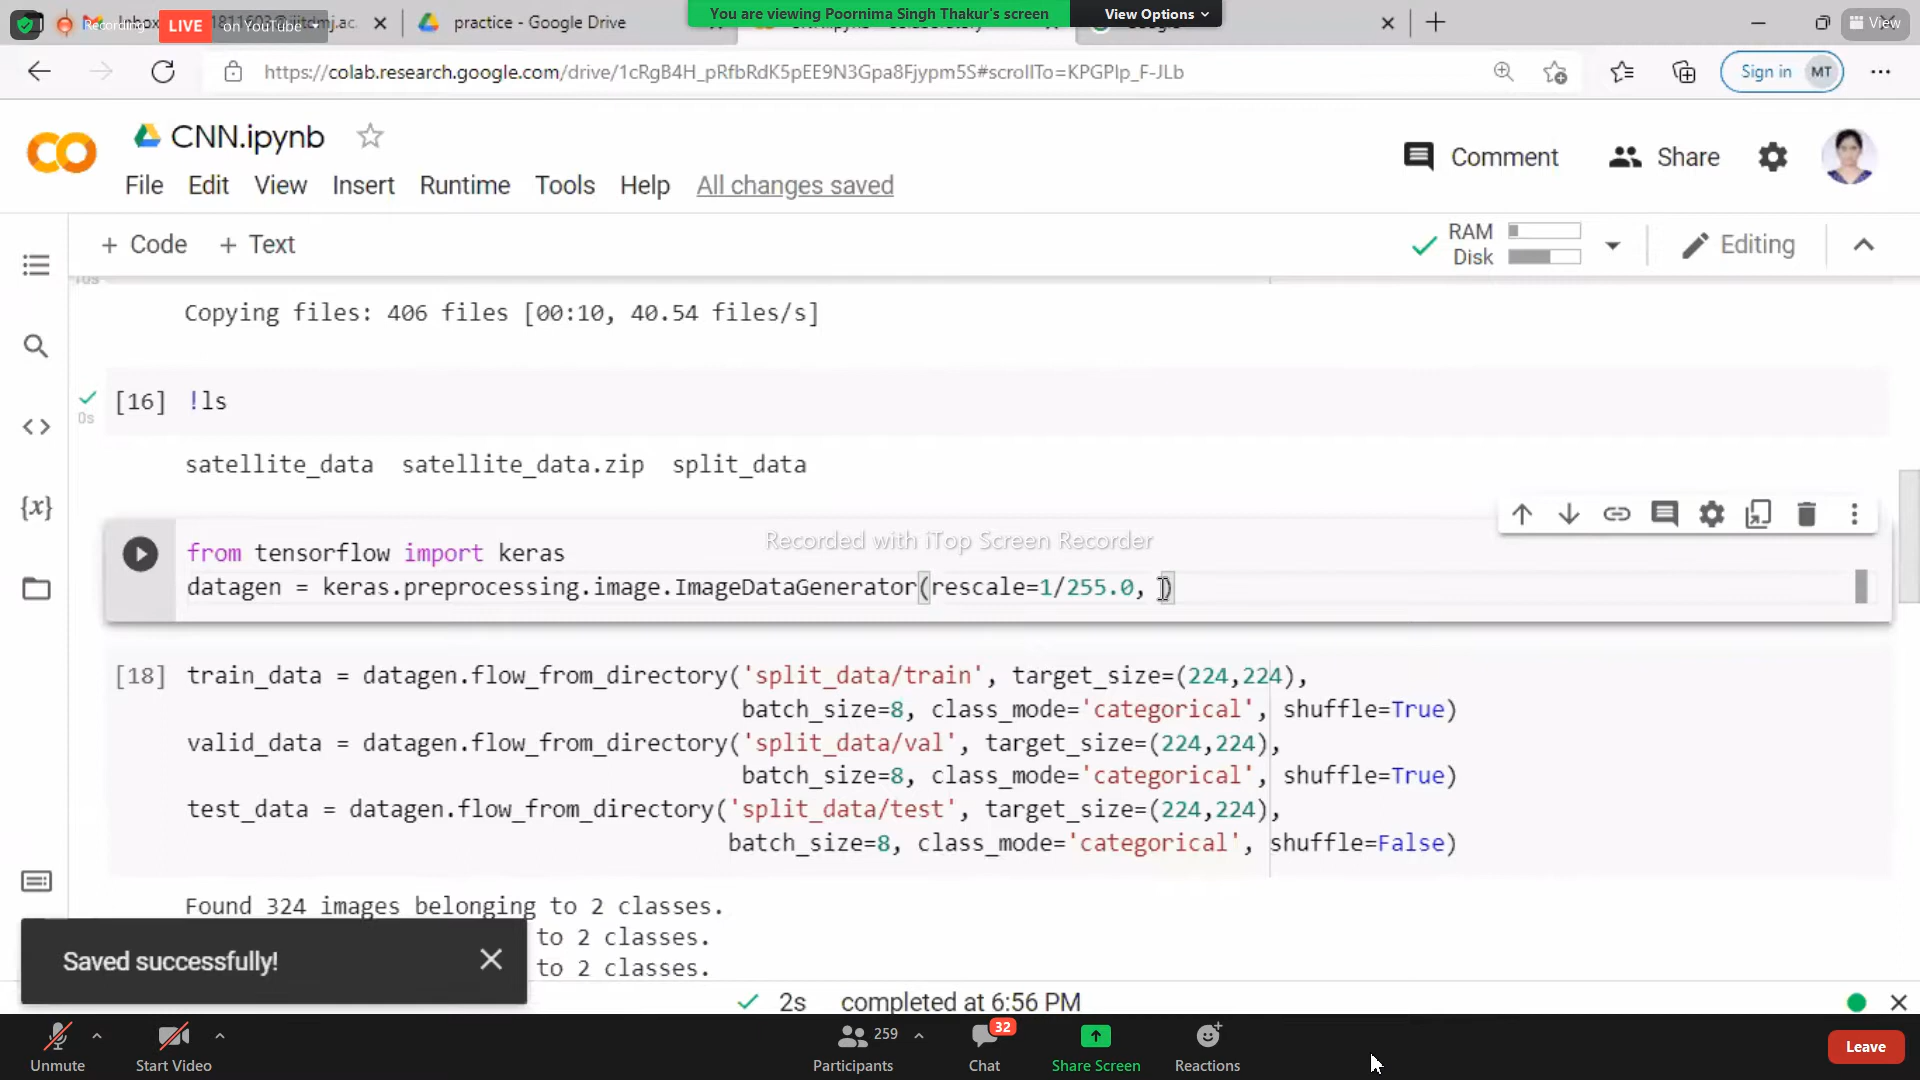 Recording
LIVE
on YouTube
practice - Google Drive
You are viewing Poornima Singh Thakur's screen
View Options
View
https://colab.research.google.com/drive/1cRgB4H_pRfbRdK5pEE9N3Gpa8Fjypm5S#scrollTo=KPGPIp_F-JLb
Sign in
MT
CNN.ipynb
Comment
Share
File
Edit
View
Insert
Runtime
Tools
Help
All changes saved
+ Code
+ Text
RAM
Disk
Editing
Copying files: 406 files [00:10, 40.54 files/s]
[16] !ls
0s
satellite_data satellite_data.zip split_data
Recorded with iTop Screen Recorder
from tensorflow import keras
datagen = keras.preprocessing.image.ImageDataGenerator(rescale=1/255.0, )
[18] train_data = datagen.flow_from_directory('split_data/train', target_size=(224,224),
batch_size=8, class_mode='categorical', shuffle=True)
valid_data = datagen.flow_from_directory('split_data/val', target_size=(224,224),
batch_size=8, class_mode='categorical', shuffle=True)
test_data = datagen.flow_from_directory('split_data/test', target_size=(224,224),
batch_size=8, class_mode='categorical', shuffle=False)
Found 324 images belonging to 2 classes.
to 2 classes.
to 2 classes.
Saved successfully!
2s completed at 6:56 PM
Unmute
Start Video
259
Participants
32
Chat
Share Screen
Reactions
Leave